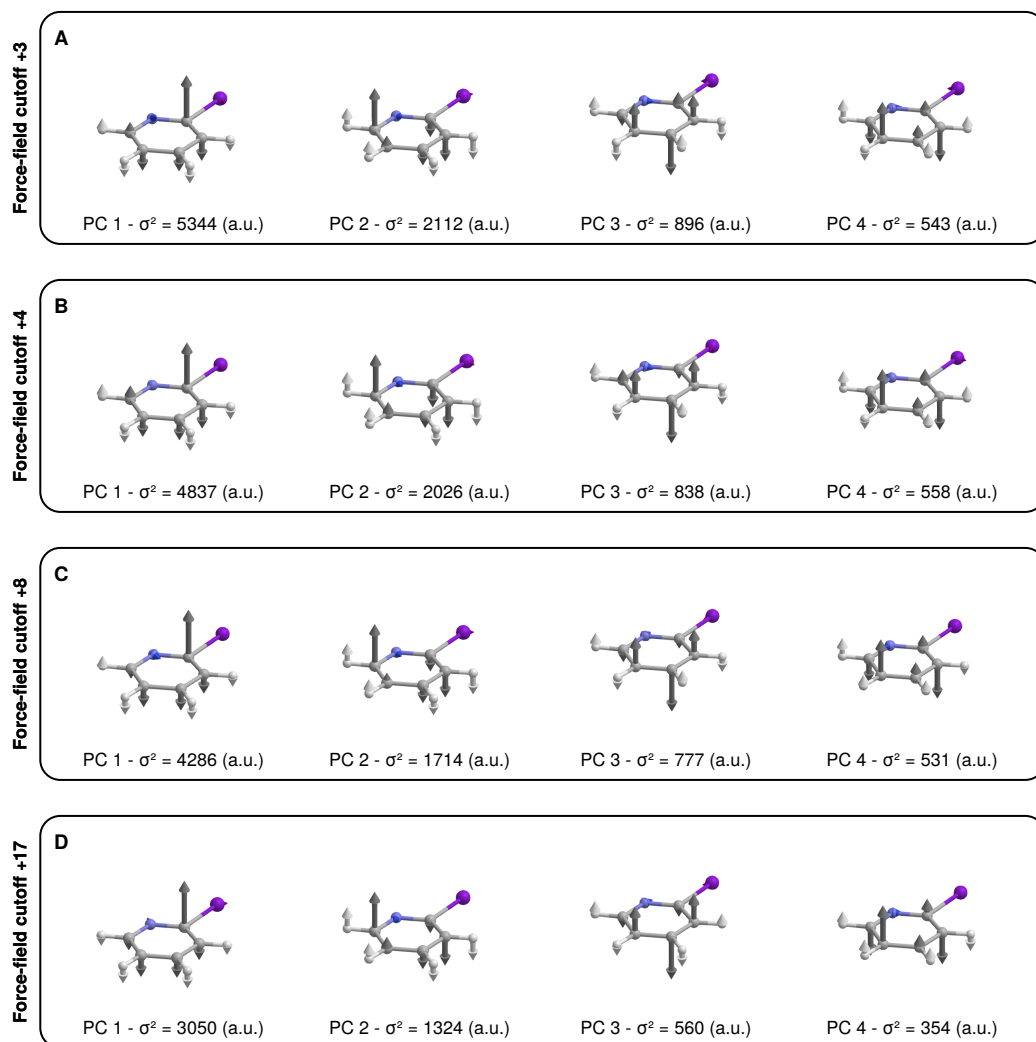 Force-field cutoff +3
A
PC 1 - σ² = 5344 (a.u.)
PC 2 - σ² = 2112 (a.u.)
PC 3 - σ² = 896 (a.u.)
PC 4 - σ² = 543 (a.u.)
Force-field cutoff +4
B
PC 1 - σ² = 4837 (a.u.)
PC 2 - σ² = 2026 (a.u.)
PC 3 - σ² = 838 (a.u.)
PC 4 - σ² = 558 (a.u.)
Force-field cutoff +8
C
PC 1 - σ² = 4286 (a.u.)
PC 2 - σ² = 1714 (a.u.)
PC 3 - σ² = 777 (a.u.)
PC 4 - σ² = 531 (a.u.)
Force-field cutoff +17
D
PC 1 - σ² = 3050 (a.u.)
PC 2 - σ² = 1324 (a.u.)
PC 3 - σ² = 560 (a.u.)
PC 4 - σ² = 354 (a.u.)